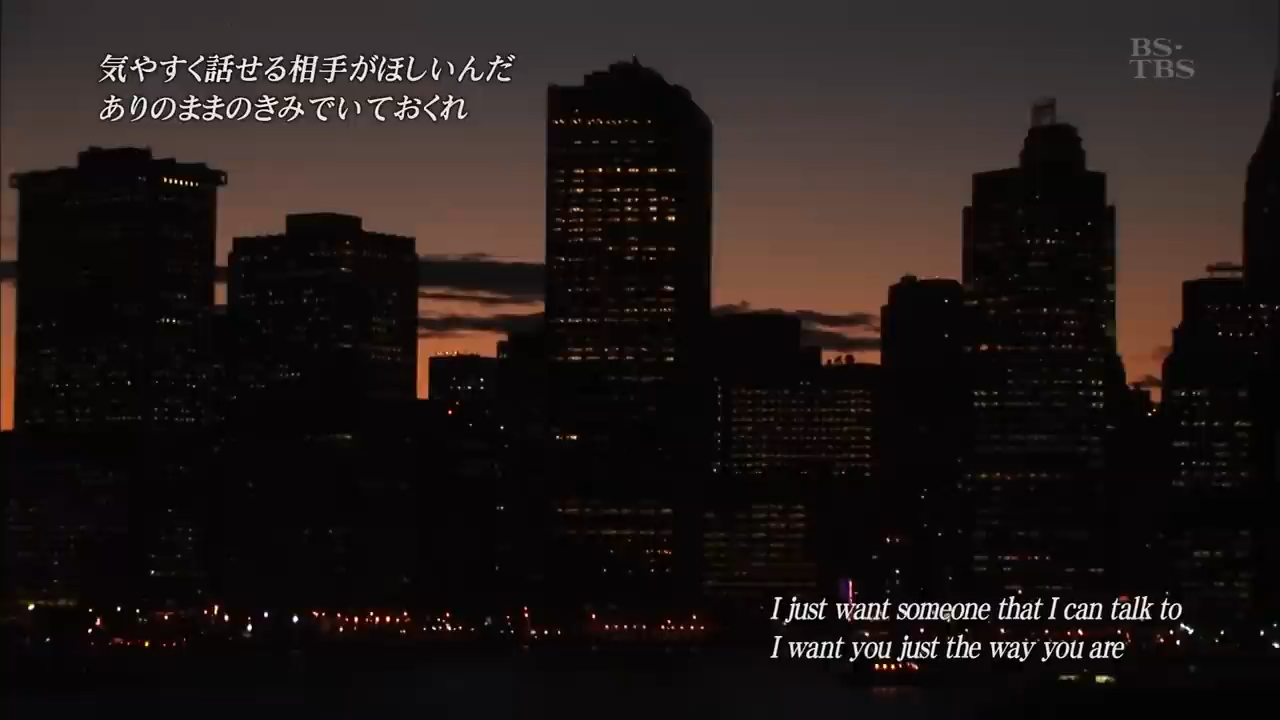 気やすく話せる相手がほしいんだ
ありのままのきみでいておくれ
BS-
TBS
I just want someone that I can talk to
I want you just the way you are